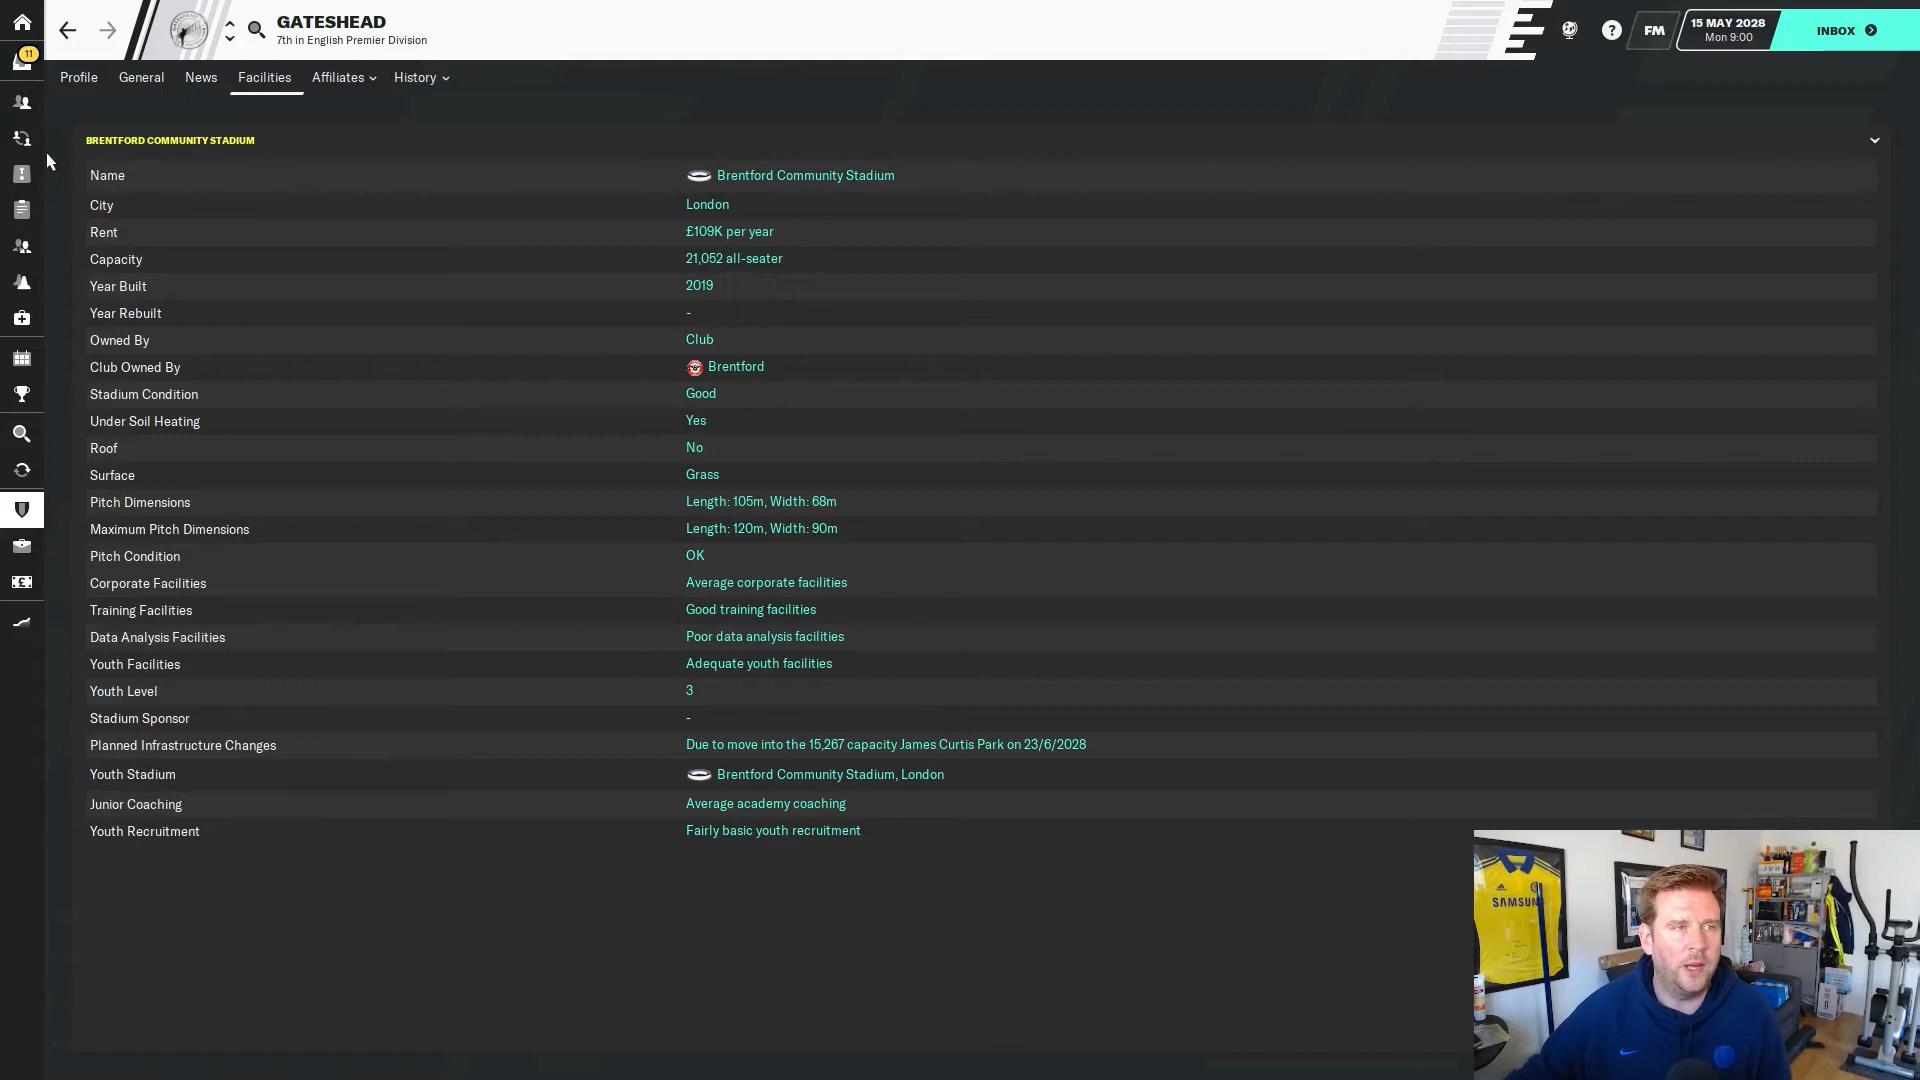 GATESHEAD
7th in English Premier Division
11
FM
15 MAY 2028
Mon 9:00
INBOX
Profile
General
News
Facilities
Affiliates
History
BRENTFORD COMMUNITY STADIUM
Name Brentford Community Stadium
City London
Rent £109K per year
Capacity 21,052 all-seater
Year Built 2019
Year Rebuilt -
Owned By Club
Club Owned By Brentford
Stadium Condition Good
Under Soil Heating Yes
Roof No
Surface Grass
Pitch Dimensions Length: 105m, Width: 68m
Maximum Pitch Dimensions Length: 120m, Width: 90m
Pitch Condition OK
Corporate Facilities Average corporate facilities
Training Facilities Good training facilities
Data Analysis Facilities Poor data analysis facilities
Youth Facilities Adequate youth facilities
Youth Level 3
Stadium Sponsor -
Planned Infrastructure Changes Due to move into the 15,267 capacity James Curtis Park on 23/6/2028
Youth Stadium Brentford Community Stadium, London
Junior Coaching Average academy coaching
Youth Recruitment Fairly basic youth recruitment
adidas
SAMSUN